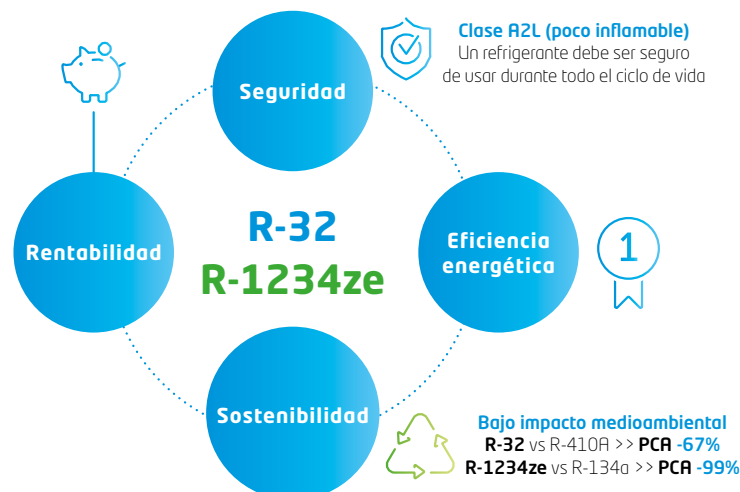 Clase A2L (poco inflamable)
Un refrigerante debe ser seguro
de usar durante todo el ciclo de vida
Seguridad
Rentabilidad
R-32
R-1234ze
Eficiencia
energética
1
Sostenibilidad
Bajo impacto medioambiental
R-32 vs R-410A >> PCA -67%
R-1234ze vs R-134a >> PCA -99%